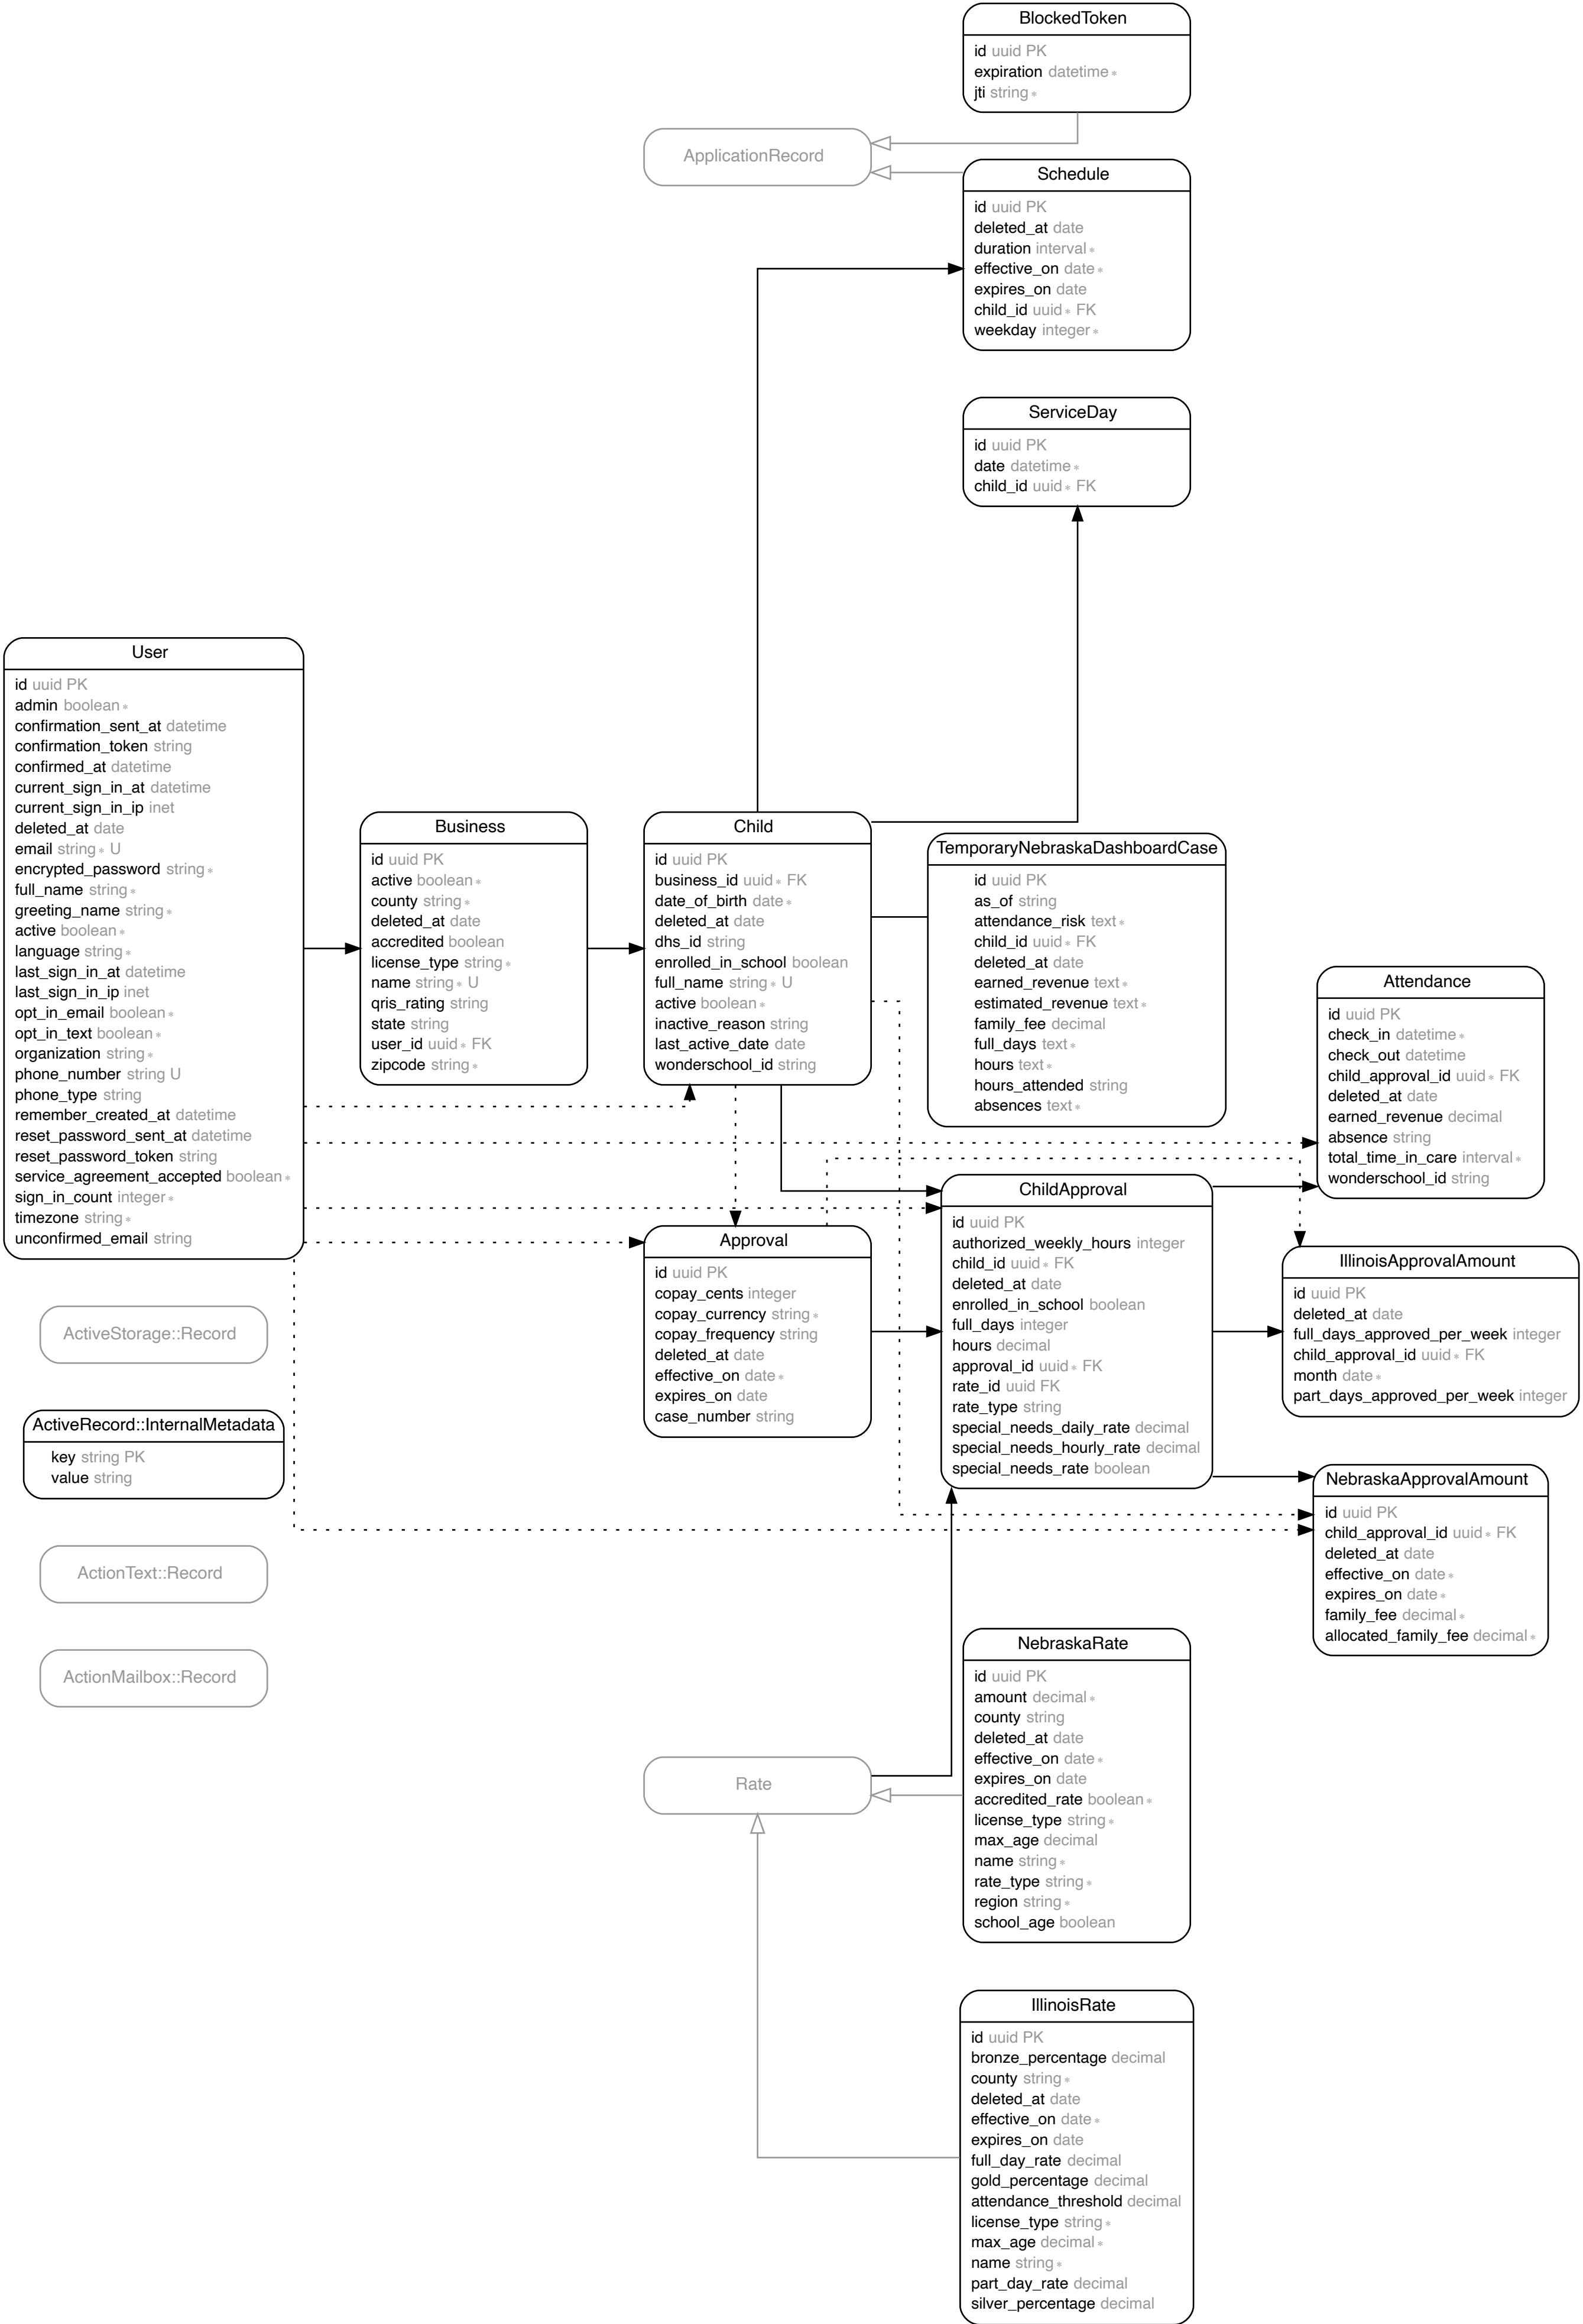 BlockedToken
id uuid PK
expiration datetime ∗
jti string ∗
ApplicationRecord
Schedule
id uuid PK
deleted_at date
duration interval ∗
effective_on date ∗
expires_on date
child_id uuid ∗ FK
weekday integer ∗
ServiceDay
id uuid PK
date datetime ∗
child_id uuid ∗ FK
User
id uuid PK
admin boolean ∗
confirmation_sent_at datetime
confirmation_token string
confirmed_at datetime
current_sign_in_at datetime
current_sign_in_ip inet
deleted_at date
email string ∗ U
encrypted_password string ∗
full_name string ∗
greeting_name string ∗
active boolean ∗
language string ∗
last_sign_in_at datetime
last_sign_in_ip inet
opt_in_email boolean ∗
opt_in_text boolean ∗
organization string ∗
phone_number string U
phone_type string
remember_created_at datetime
reset_password_sent_at datetime
reset_password_token string
service_agreement_accepted boolean ∗
sign_in_count integer ∗
timezone string ∗
unconfirmed_email string
Business
id uuid PK
active boolean ∗
county string ∗
deleted_at date
accredited boolean
license_type string ∗
name string ∗ U
qris_rating string
state string
user_id uuid ∗ FK
zipcode string ∗
Child
id uuid PK
business_id uuid ∗ FK
date_of_birth date ∗
deleted_at date
dhs_id string
enrolled_in_school boolean
full_name string ∗ U
active boolean ∗
inactive_reason string
last_active_date date
wonderschool_id string
TemporaryNebraskaDashboardCase
id uuid PK
as_of string
attendance_risk text ∗
child_id uuid ∗ FK
deleted_at date
earned_revenue text ∗
estimated_revenue text ∗
family_fee decimal
full_days text ∗
hours text ∗
hours_attended string
absences text ∗
Attendance
id uuid PK
check_in datetime ∗
check_out datetime
child_approval_id uuid ∗ FK
deleted_at date
earned_revenue decimal
absence string
total_time_in_care interval ∗
wonderschool_id string
ChildApproval
id uuid PK
authorized_weekly_hours integer
child_id uuid ∗ FK
deleted_at date
enrolled_in_school boolean
full_days integer
hours decimal
approval_id uuid ∗ FK
rate_id uuid FK
rate_type string
special_needs_daily_rate decimal
special_needs_hourly_rate decimal
special_needs_rate boolean
Approval
id uuid PK
copay_cents integer
copay_currency string ∗
copay_frequency string
deleted_at date
effective_on date ∗
expires_on date
case_number string
IllinoisApprovalAmount
id uuid PK
deleted_at date
full_days_approved_per_week integer
child_approval_id uuid ∗ FK
month date ∗
part_days_approved_per_week integer
ActiveStorage::Record
ActiveRecord::InternalMetadata
key string PK
value string
NebraskaApprovalAmount
id uuid PK
child_approval_id uuid ∗ FK
deleted_at date
effective_on date ∗
expires_on date ∗
family_fee decimal ∗
allocated_family_fee decimal ∗
ActionText::Record
ActionMailbox::Record
NebraskaRate
id uuid PK
amount decimal ∗
county string
deleted_at date
effective_on date ∗
expires_on date
accredited_rate boolean ∗
license_type string ∗
max_age decimal
name string ∗
rate_type string ∗
region string ∗
school_age boolean
Rate
IllinoisRate
id uuid PK
bronze_percentage decimal
county string ∗
deleted_at date
effective_on date ∗
expires_on date
full_day_rate decimal
gold_percentage decimal
attendance_threshold decimal
license_type string ∗
max_age decimal ∗
name string ∗
part_day_rate decimal
silver_percentage decimal